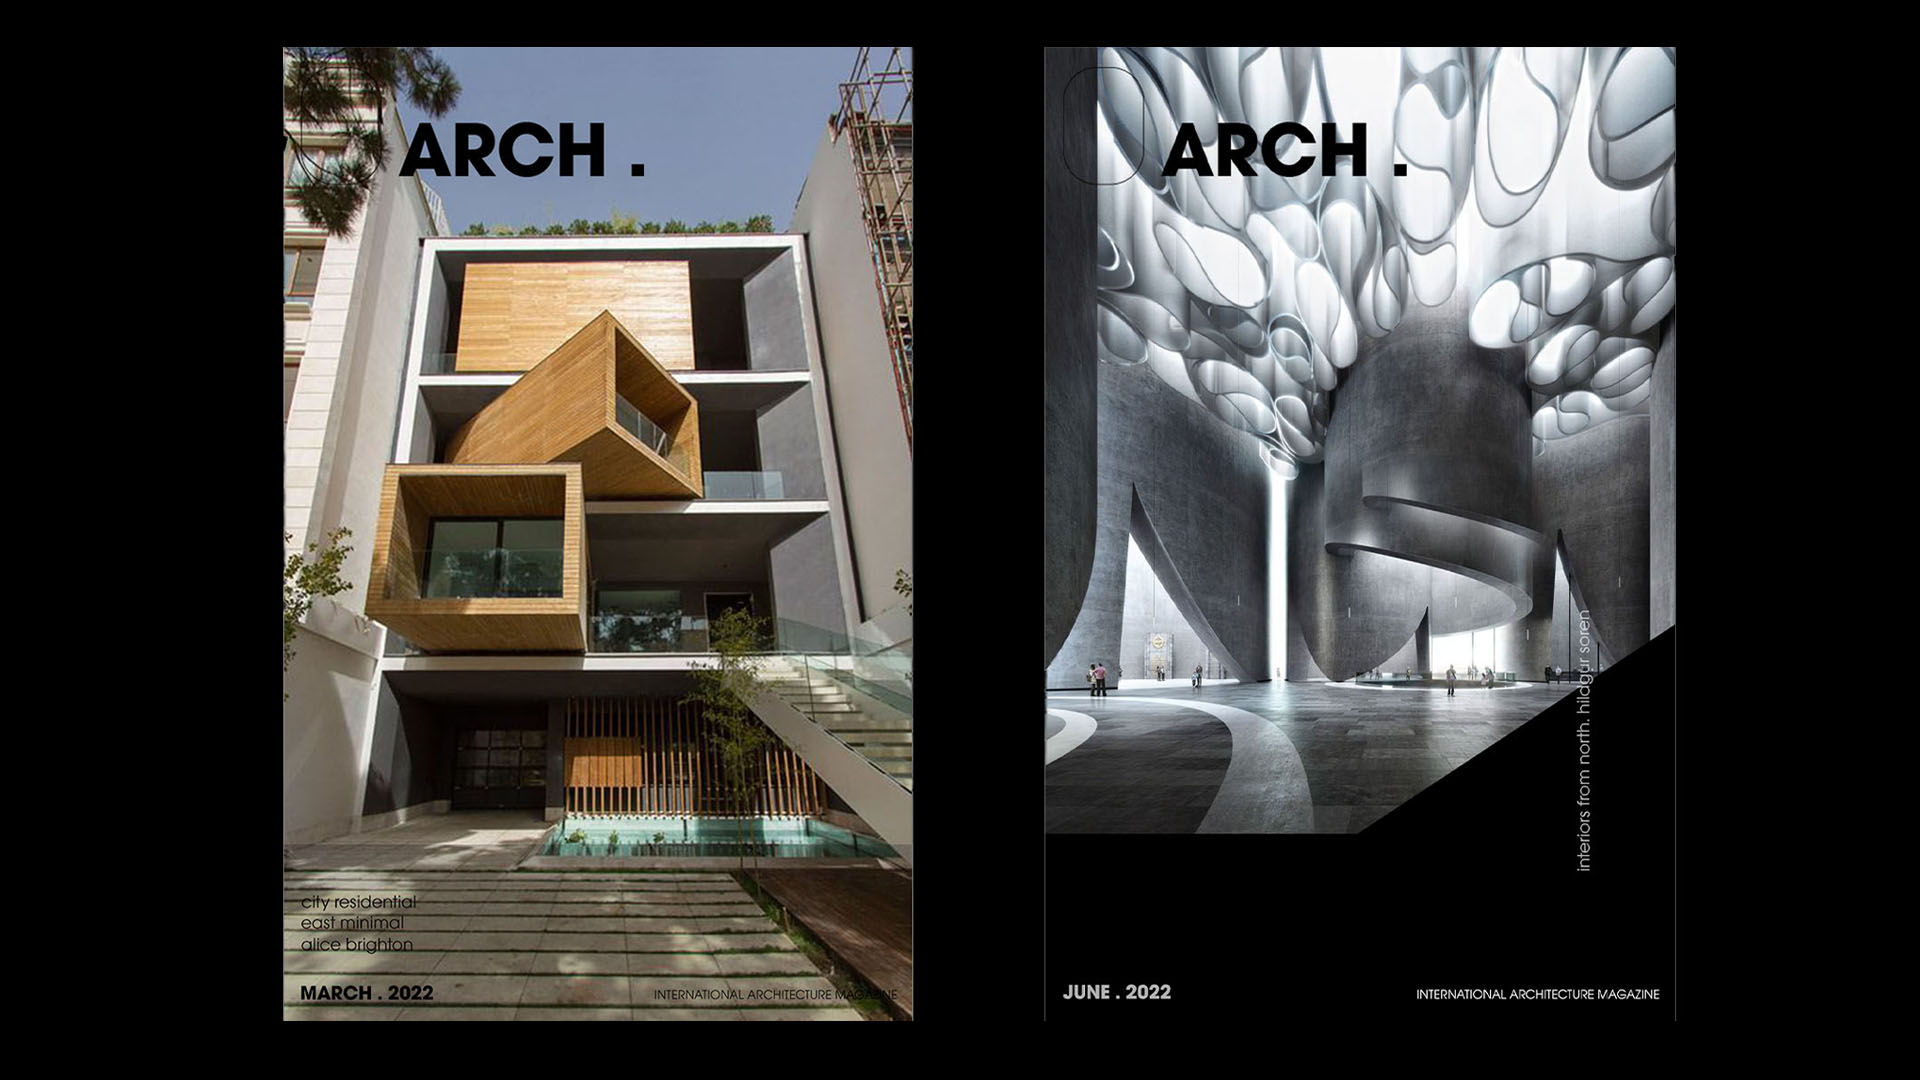 ARCH .
city residential
east minimal
alice brighton
MARCH . 2022
INTERNATIONAL ARCHITECTURE MAGAZINE
ARCH .
interiors from north. hildgur soren
JUNE . 2022
INTERNATIONAL ARCHITECTURE MAGAZINE